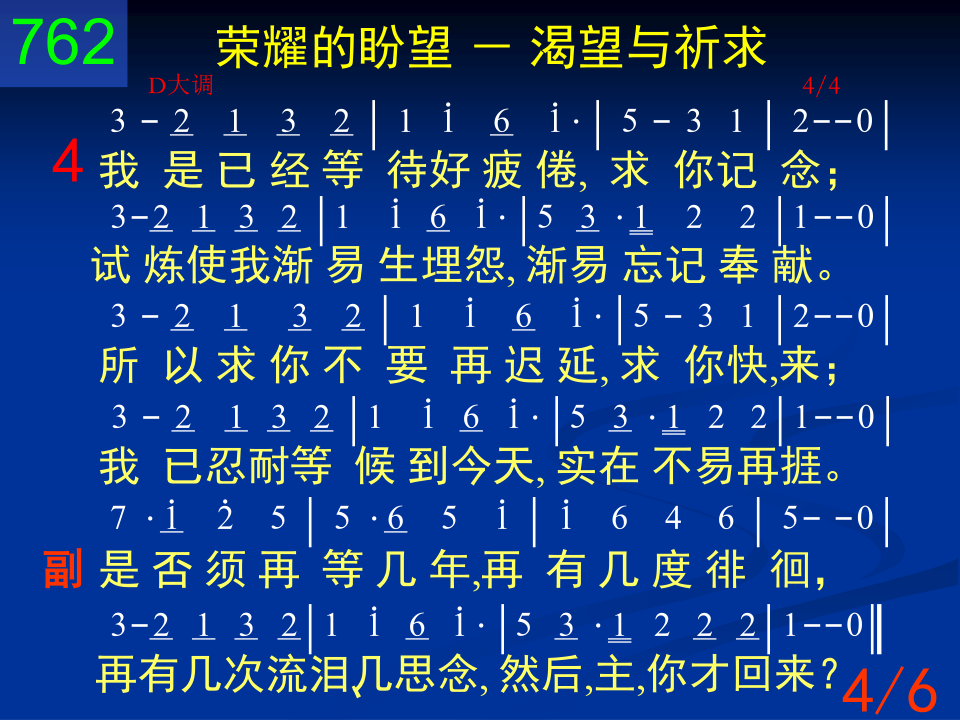 762
荣耀的盼望 － 渴望与祈求
D大调 4/4
3 - 2 1 3 2 | 1 i 6 i · | 5 - 3 1 | 2--0 |
4 我 是 已 经 等 待好 疲 倦, 求 你记 念；
3-2 1 3 2 | 1 i 6 i · | 5 3 · 1 2 2 | 1--0 |
试 炼使我渐 易 生埋怨, 渐易 忘记 奉 献。
3 - 2 1 3 2 | 1 i 6 i · | 5 - 3 1 | 2--0 |
所 以 求 你 不 要 再 迟 延, 求 你快,来；
3 - 2 1 3 2 | 1 i 6 i · | 5 3 · 1 2 2 | 1--0 |
我 已忍耐等 候 到今天, 实在 不易再捱。
7 · i 2̇ 5 | 5 · 6 5 i | i 6 4 6 | 5- -0 |
副 是 否 须 再 等 几 年,再 有 几 度 徘 徊，
3-2 1 3 2 | 1 i 6 i · | 5 3 · 1 2 2 2 | 1--0 ‖
再有几次流泪、几思念, 然后,主,你才回来？
4/6